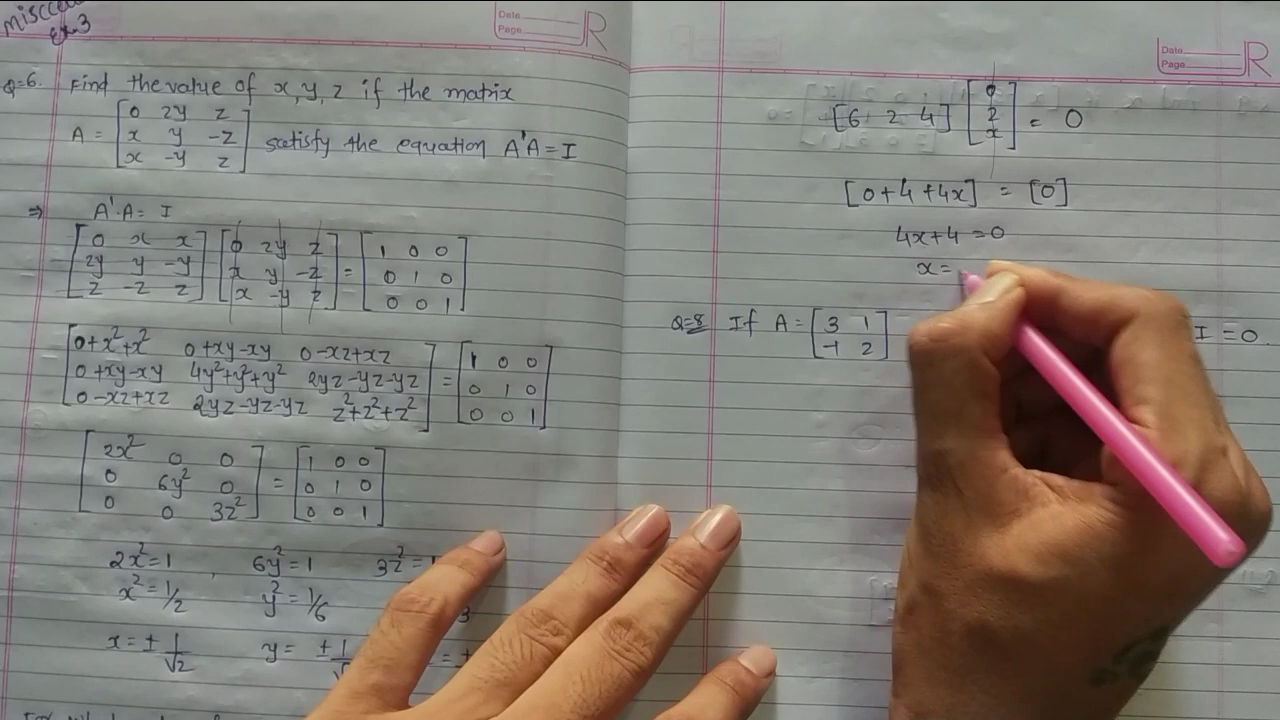 Ex.3
Date
Page
R
Q=6. Find the value of x, y, z if the matrix
A = [0 2y z; x y -z; x -y z] satisfy the equation A'A = I
⇒ A'.A = I
[0 x x; 2y y -y; z -z z] [0 2y z; x y -z; x -y z] = [1 0 0; 0 1 0; 0 0 1]
[0+x²+x² 0+xy-xy 0-xz+xz; 0+xy-xy 4y²+y²+y² 2yz-yz-yz; 0-xz+xz 2yz-yz-yz z²+z²+z²] = [1 0 0; 0 1 0; 0 0 1]
[2x² 0 0; 0 6y² 0; 0 0 3z²] = [1 0 0; 0 1 0; 0 0 1]
2x²=1, 6y²=1 3z²=
x²=1/2 y²=1/6 3
x= ± 1/√2 y= ± 1/√ = ±
Date
Page
R
[6 2 4] [0; 2; x] = 0
[0+4+4x] = [0]
4x+4=0
x=
Q=8 If A = [3 1; -1 2] I = 0.